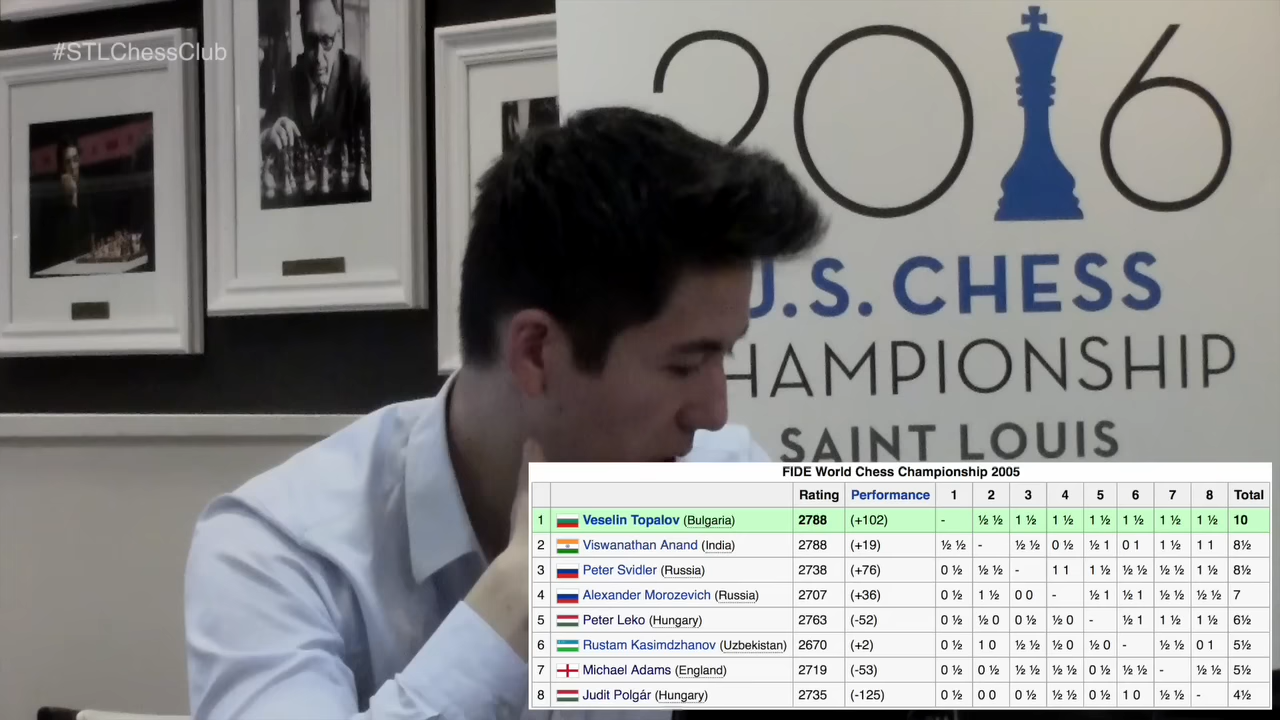 #STLChessClub
2016
U.S. CHESS
HAMPIONSHIP
SAINT LOUIS
FIDE World Chess Championship 2005
Rating Performance 1 2 3 4 5 6 7 8 Total
1 Veselin Topalov (Bulgaria) 2788 (+102) - ½ ½ 1 ½ 1 ½ 1 ½ 1 ½ 1 ½ 1 ½ 10
2 Viswanathan Anand (India) 2788 (+19) ½ ½ - ½ ½ 0 ½ ½ 1 0 1 1 ½ 1 1 8½
3 Peter Svidler (Russia) 2738 (+76) 0 ½ ½ ½ - 1 1 1 ½ ½ ½ ½ ½ 1 ½ 8½
4 Alexander Morozevich (Russia) 2707 (+36) 0 ½ 1 ½ 0 0 - ½ 1 ½ 1 ½ ½ ½ ½ 7
5 Peter Leko (Hungary) 2763 (-52) 0 ½ ½ 0 0 ½ ½ 0 - ½ 1 1 ½ 1 ½ 6½
6 Rustam Kasimdzhanov (Uzbekistan) 2670 (+2) 0 ½ 1 0 ½ ½ ½ 0 ½ 0 - ½ ½ 0 1 5½
7 Michael Adams (England) 2719 (-53) 0 ½ 0 ½ ½ ½ ½ ½ 0 ½ ½ ½ - ½ ½ 5½
8 Judit Polgár (Hungary) 2735 (-125) 0 ½ 0 0 0 ½ ½ ½ 0 ½ 1 0 ½ ½ - 4½